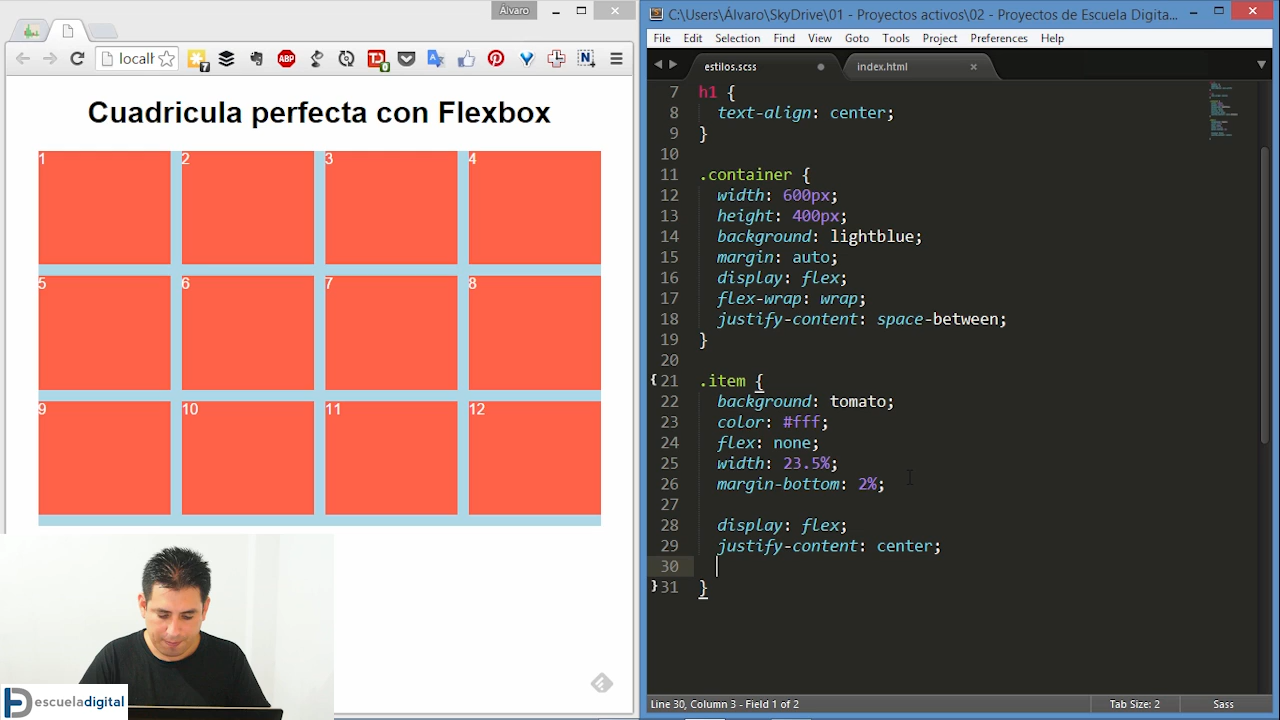 Álvaro
C:\Users\Álvaro\SkyDrive\01 - Proyectos activos\02 - Proyectos de Escuela Digita...
localh
7
ABP
TD
0
N
File Edit Selection Find View Goto Tools Project Preferences Help
estilos.scss
index.html
Cuadricula perfecta con Flexbox
1 2 3 4
5 6 7 8
9 10 11 12
7 h1 {
8 text-align: center;
9 }
10
11 .container {
12 width: 600px;
13 height: 400px;
14 background: lightblue;
15 margin: auto;
16 display: flex;
17 flex-wrap: wrap;
18 justify-content: space-between;
19 }
20
21 .item {
22 background: tomato;
23 color: #fff;
24 flex: none;
25 width: 23.5%;
26 margin-bottom: 2%;
27
28 display: flex;
29 justify-content: center;
30
31 }
escueladigital
Line 30, Column 3 - Field 1 of 2
Tab Size: 2
Sass